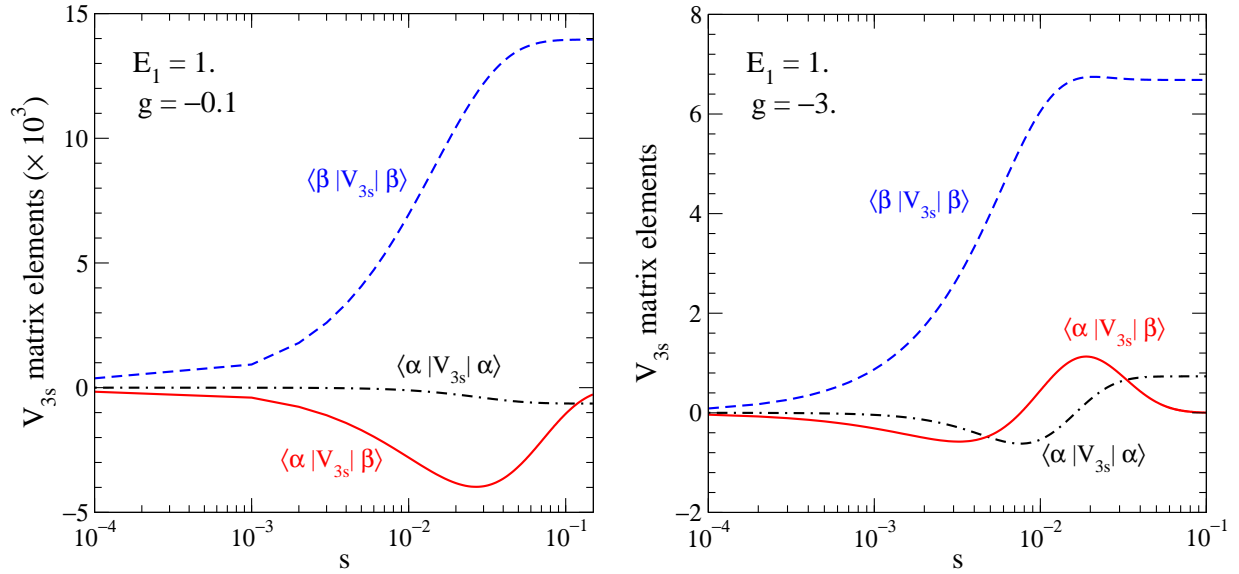 15
10
5
0
−5
V₃ₛ matrix elements (× 10³)
E₁ = 1.
g = −0.1
⟨β |V₃ₛ| β⟩
⟨α |V₃ₛ| α⟩
⟨α |V₃ₛ| β⟩
10⁻⁴
10⁻³
10⁻²
10⁻¹
s
8
6
4
2
0
−2
V₃ₛ matrix elements
E₁ = 1.
g = −3.
⟨β |V₃ₛ| β⟩
⟨α |V₃ₛ| β⟩
⟨α |V₃ₛ| α⟩
10⁻⁴
10⁻³
10⁻²
10⁻¹
s